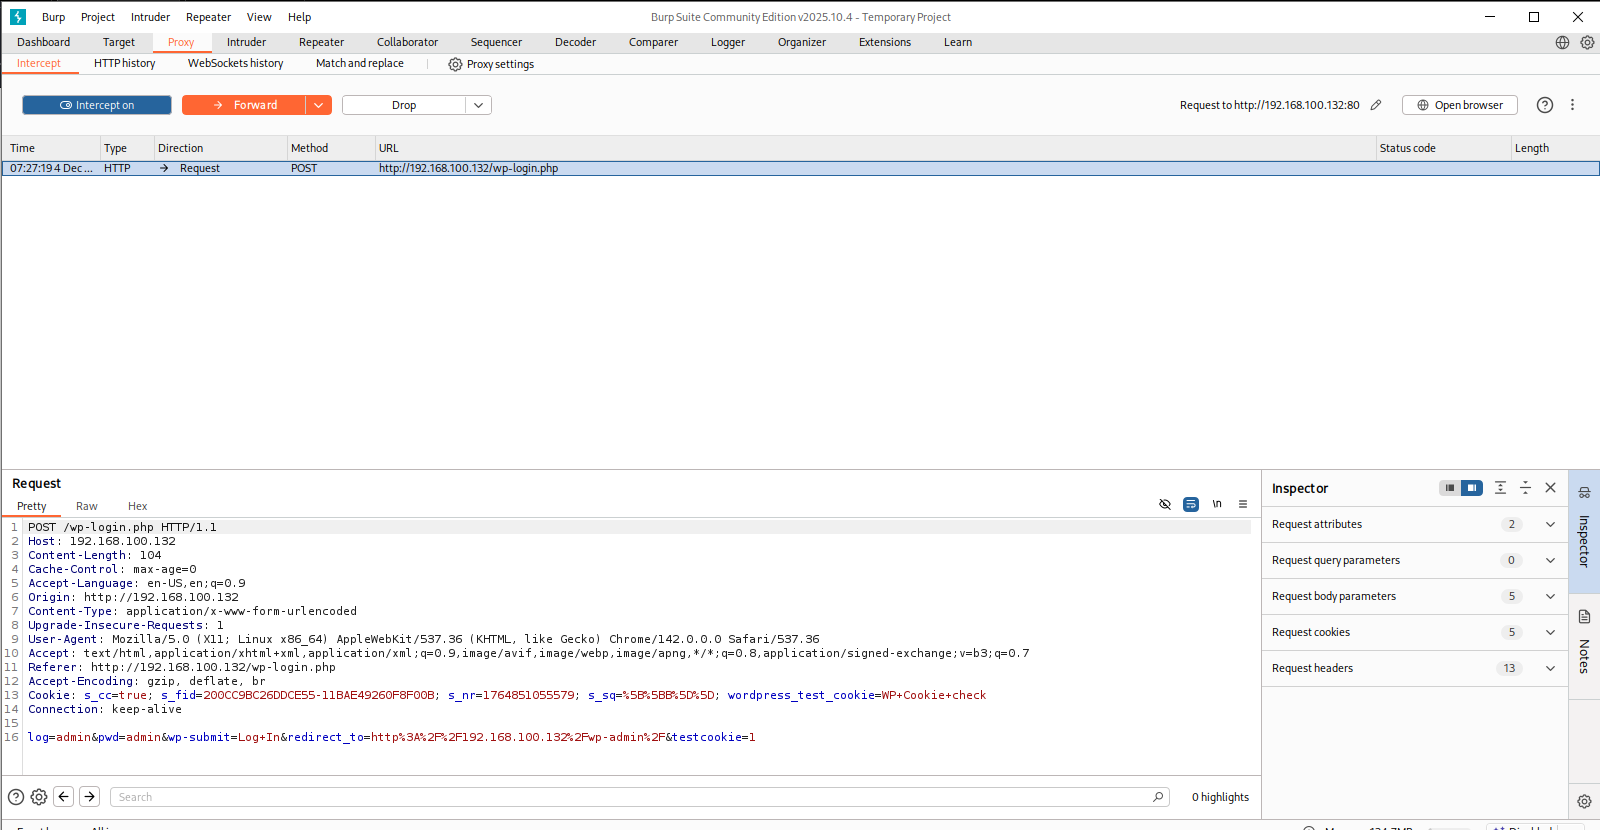 Burp Project Intruder Repeater View Help Burp Suite Community Edition v2025.10.4 - Temporary Project
Dashboard Target Proxy Intruder Repeater Collaborator Sequencer Decoder Comparer Logger Organizer Extensions Learn
Intercept HTTP history WebSockets history Match and replace Proxy settings
Intercept on Forward Drop Request to http://192.168.100.132:80 Open browser
Time Type Direction Method URL Status code Length
07:27:19 4 Dec ... HTTP Request POST http://192.168.100.132/wp-login.php
Request
Pretty Raw Hex \n
1 POST /wp-login.php HTTP/1.1
2 Host: 192.168.100.132
3 Content-Length: 104
4 Cache-Control: max-age=0
5 Accept-Language: en-US,en;q=0.9
6 Origin: http://192.168.100.132
7 Content-Type: application/x-www-form-urlencoded
8 Upgrade-Insecure-Requests: 1
9 User-Agent: Mozilla/5.0 (X11; Linux x86_64) AppleWebKit/537.36 (KHTML, like Gecko) Chrome/142.0.0.0 Safari/537.36
10 Accept: text/html,application/xhtml+xml,application/xml;q=0.9,image/avif,image/webp,image/apng,*/*;q=0.8,application/signed-exchange;v=b3;q=0.7
11 Referer: http://192.168.100.132/wp-login.php
12 Accept-Encoding: gzip, deflate, br
13 Cookie: s_cc=true; s_fid=200CC9BC26DDCE55-11BAE49260F8F00B; s_nr=1764851055579; s_sq=%5B%5BB%5D%5D; wordpress_test_cookie=WP+Cookie+check
14 Connection: keep-alive
15
16 log=admin&pwd=admin&wp-submit=Log+In&redirect_to=http%3A%2F%2F192.168.100.132%2Fwp-admin%2F&testcookie=1
Search 0 highlights
Inspector
Request attributes 2
Request query parameters 0
Request body parameters 5
Request cookies 5
Request headers 13
Inspector
Notes